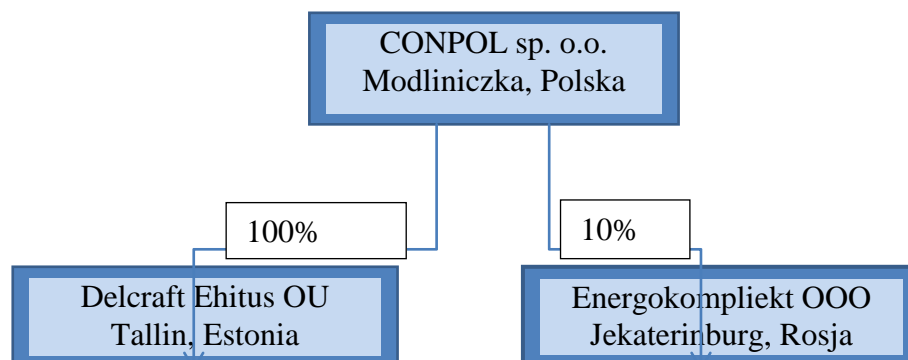 CONPOL sp. o.o.
Modliniczka, Polska
100%
10%
Delcraft Ehitus OU
Tallin, Estonia
Energokompliekt OOO
Jekaterinburg, Rosja